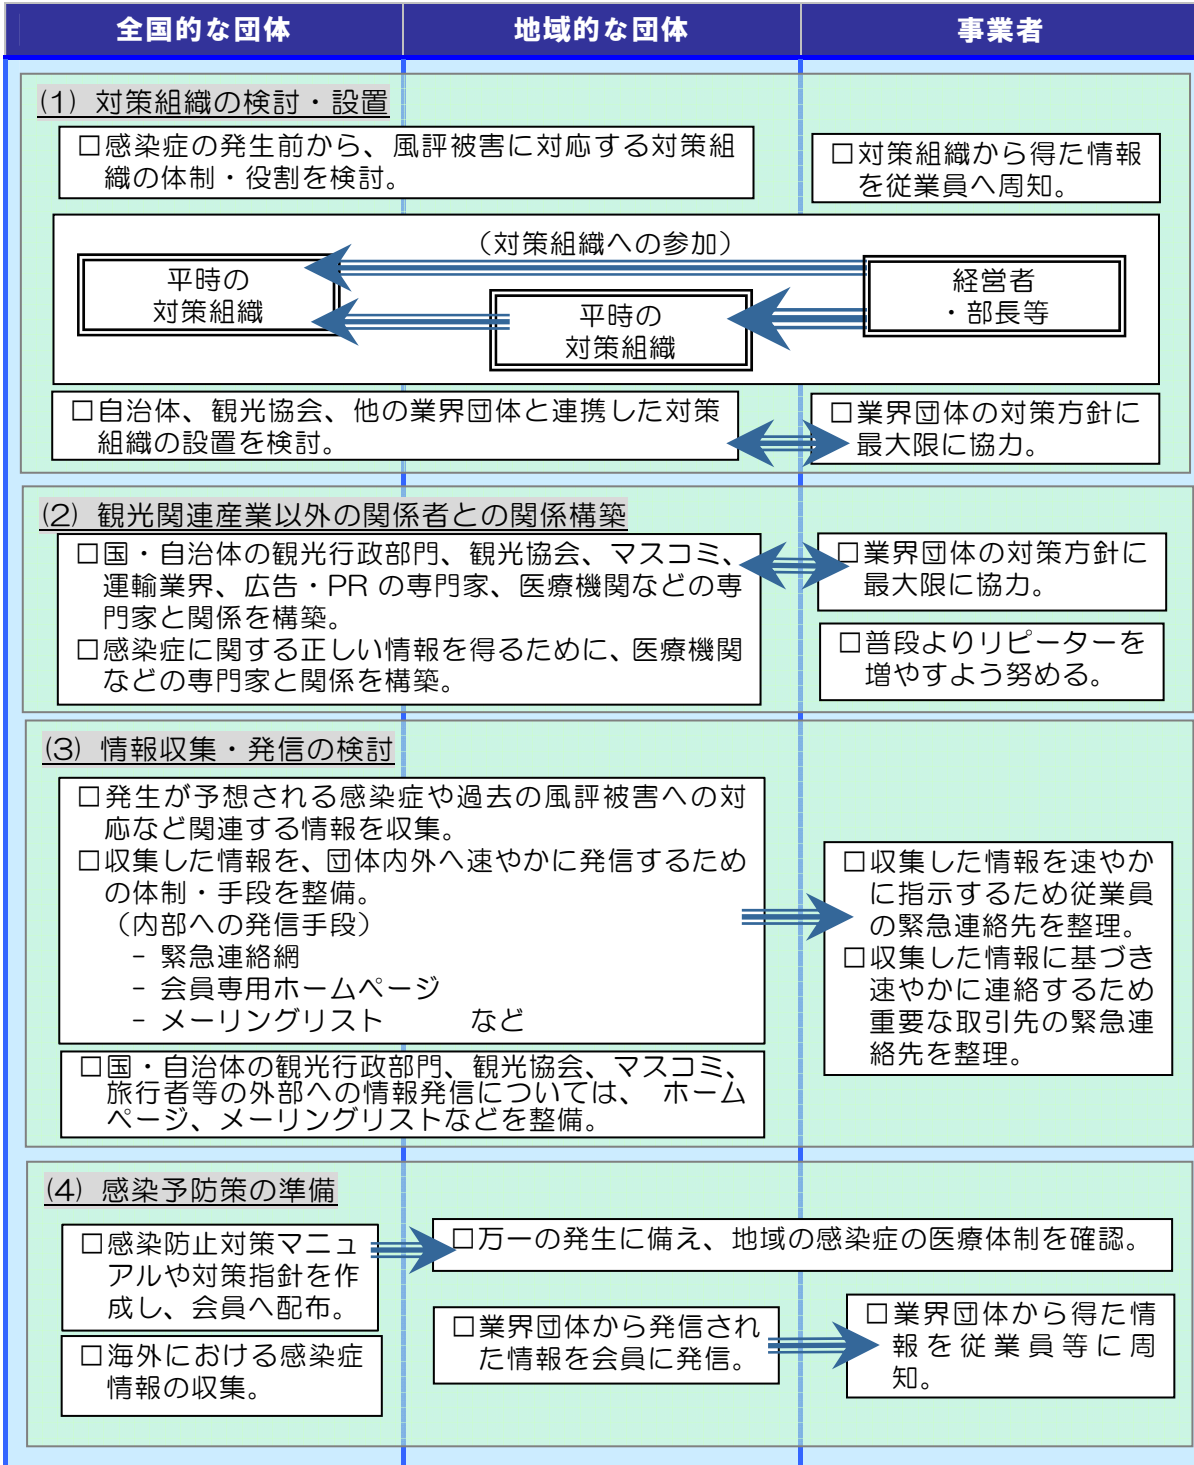 全国的な団体
地域的な団体
事業者
(1) 対策組織の検討・設置
□感染症の発生前から、風評被害に対応する対策組
織の体制・役割を検討。
□対策組織から得た情報
を従業員へ周知。
(対策組織への参加)
平時の
対策組織
平時の
対策組織
経営者
・部長等
□自治体、観光協会、他の業界団体と連携した対策
組織の設置を検討。
□業界団体の対策方針に
最大限に協力。
(2) 観光関連産業以外の関係者との関係構築
□国・自治体の観光行政部門、観光協会、マスコミ、
運輸業界、広告・PR の専門家、医療機関などの専
門家と関係を構築。
□感染症に関する正しい情報を得るために、医療機関
などの専門家と関係を構築。
□業界団体の対策方針に
最大限に協力。
□普段よりリピーターを
増やすよう努める。
(3) 情報収集・発信の検討
□発生が予想される感染症や過去の風評被害への対
応など関連する情報を収集。
□収集した情報を、団体内外へ速やかに発信するため
の体制・手段を整備。
(内部への発信手段)
- 緊急連絡網
- 会員専用ホームページ
- メーリングリスト　　など
□国・自治体の観光行政部門、観光協会、マスコミ、
旅行者等の外部への情報発信については、 ホーム
ページ、メーリングリストなどを整備。
□収集した情報を速やか
に指示するため従業員
の緊急連絡先を整理。
□収集した情報に基づき
速やかに連絡するため
重要な取引先の緊急連
絡先を整理。
(4) 感染予防策の準備
□感染防止対策マニュ
アルや対策指針を作
成し、会員へ配布。
□海外における感染症
情報の収集。
□万一の発生に備え、地域の感染症の医療体制を確認。
□業界団体から発信され
た情報を会員に発信。
□業界団体から得た情
報を従業員等に周
知。